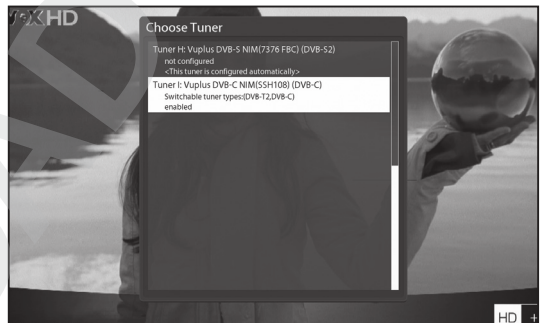 HD
Choose Tuner
Tuner H: Vuplus DVB-S NIM(7376 FBC) (DVB-S2)
not configured
<This tuner is configured automatically>
Tuner I: Vuplus DVB-C NIM(SSH108) (DVB-C)
Switchable tuner types:(DVB-T2,DVB-C)
enabled
HD +